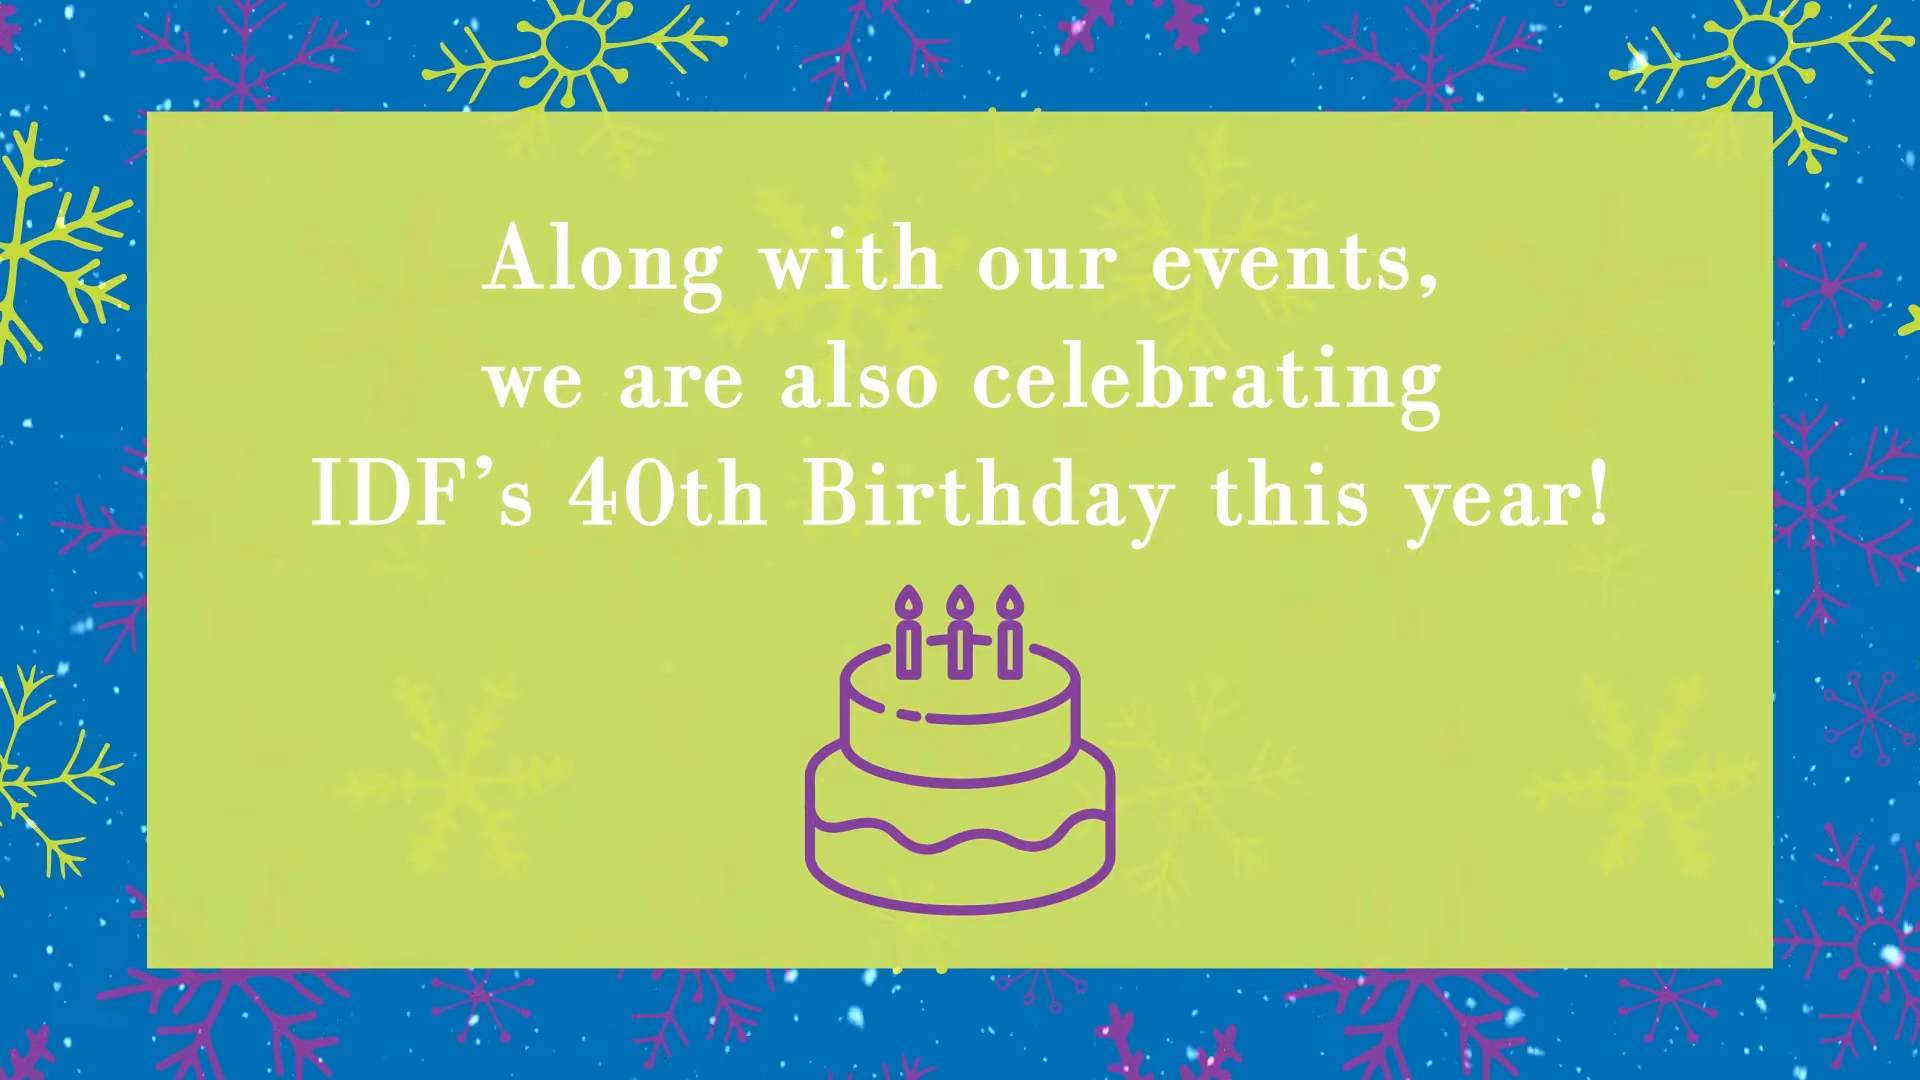 Along with our events,
we are also celebrating
IDF’s 40th Birthday this year!